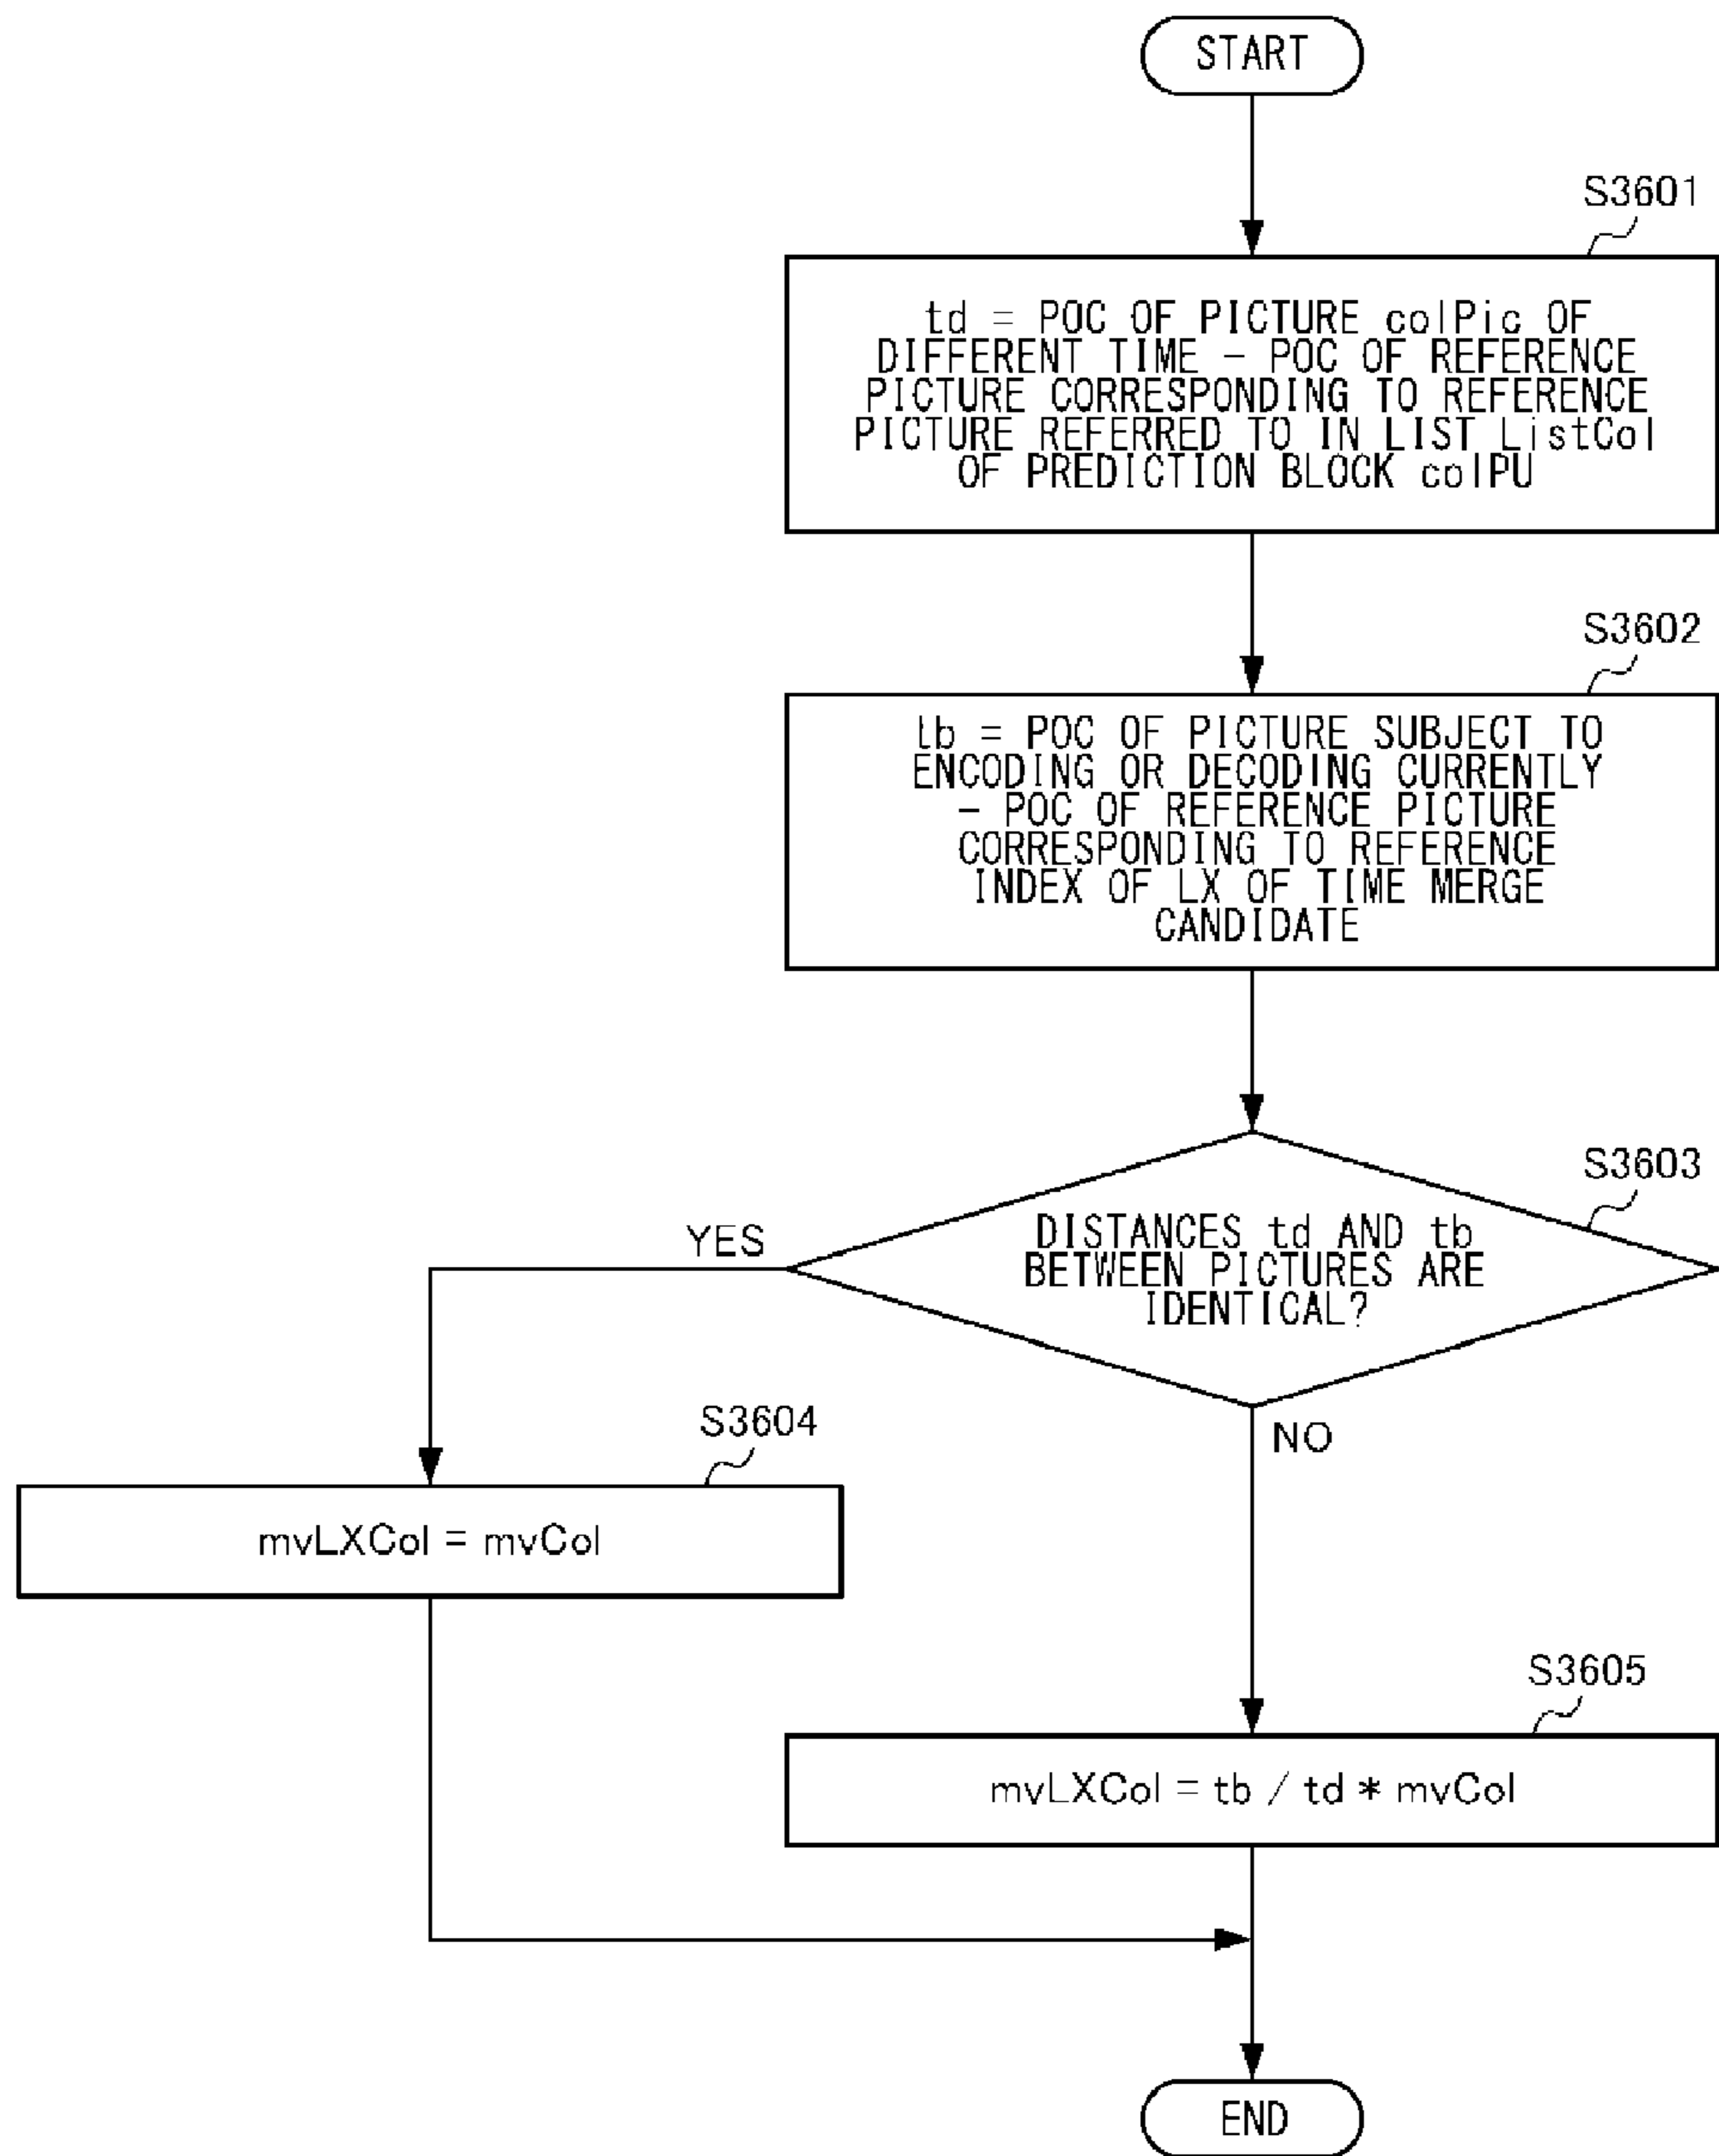 START
S3601
td = POC OF PICTURE colPic OF
DIFFERENT TIME - POC OF REFERENCE
PICTURE CORRESPONDING TO REFERENCE
PICTURE REFERRED TO IN LIST ListCol
OF PREDICTION BLOCK colPU
S3602
tb = POC OF PICTURE SUBJECT TO
ENCODING OR DECODING CURRENTLY
- POC OF REFERENCE PICTURE
CORRESPONDING TO REFERENCE
INDEX OF LX OF TIME MERGE
CANDIDATE
S3603
DISTANCES td AND tb
BETWEEN PICTURES ARE
IDENTICAL?
YES
NO
S3604
mvLXCol = mvCol
S3605
mvLXCol = tb / td * mvCol
END